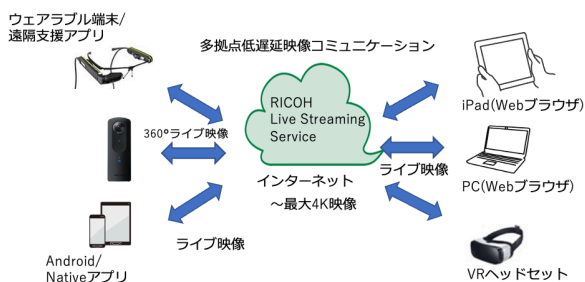 ウェアラブル端末/
遠隔支援アプリ
多拠点低遅延映像コミュニケーション
RICOH
Live Streaming
Service
360°ライブ映像
iPad(Webブラウザ)
インターネット
～最大4K映像
ライブ映像
PC(Webブラウザ)
ライブ映像
Android/
Nativeアプリ
VRヘッドセット